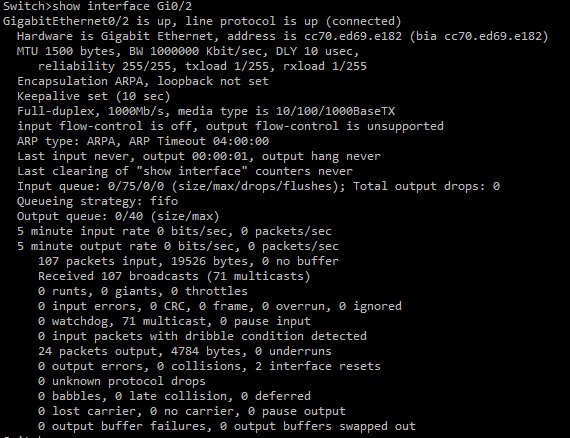 Switch>show interface Gi0/2
GigabitEthernet0/2 is up, line protocol is up (connected)
  Hardware is Gigabit Ethernet, address is cc70.ed69.e182 (bia cc70.ed69.e182)
  MTU 1500 bytes, BW 1000000 Kbit/sec, DLY 10 usec,
     reliability 255/255, txload 1/255, rxload 1/255
  Encapsulation ARPA, loopback not set
  Keepalive set (10 sec)
  Full-duplex, 1000Mb/s, media type is 10/100/1000BaseTX
  input flow-control is off, output flow-control is unsupported
  ARP type: ARPA, ARP Timeout 04:00:00
  Last input never, output 00:00:01, output hang never
  Last clearing of "show interface" counters never
  Input queue: 0/75/0/0 (size/max/drops/flushes); Total output drops: 0
  Queueing strategy: fifo
  Output queue: 0/40 (size/max)
  5 minute input rate 0 bits/sec, 0 packets/sec
  5 minute output rate 0 bits/sec, 0 packets/sec
     107 packets input, 19526 bytes, 0 no buffer
     Received 107 broadcasts (71 multicasts)
     0 runts, 0 giants, 0 throttles
     0 input errors, 0 CRC, 0 frame, 0 overrun, 0 ignored
     0 watchdog, 71 multicast, 0 pause input
     0 input packets with dribble condition detected
     24 packets output, 4784 bytes, 0 underruns
     0 output errors, 0 collisions, 2 interface resets
     0 unknown protocol drops
     0 babbles, 0 late collision, 0 deferred
     0 lost carrier, 0 no carrier, 0 pause output
     0 output buffer failures, 0 output buffers swapped out